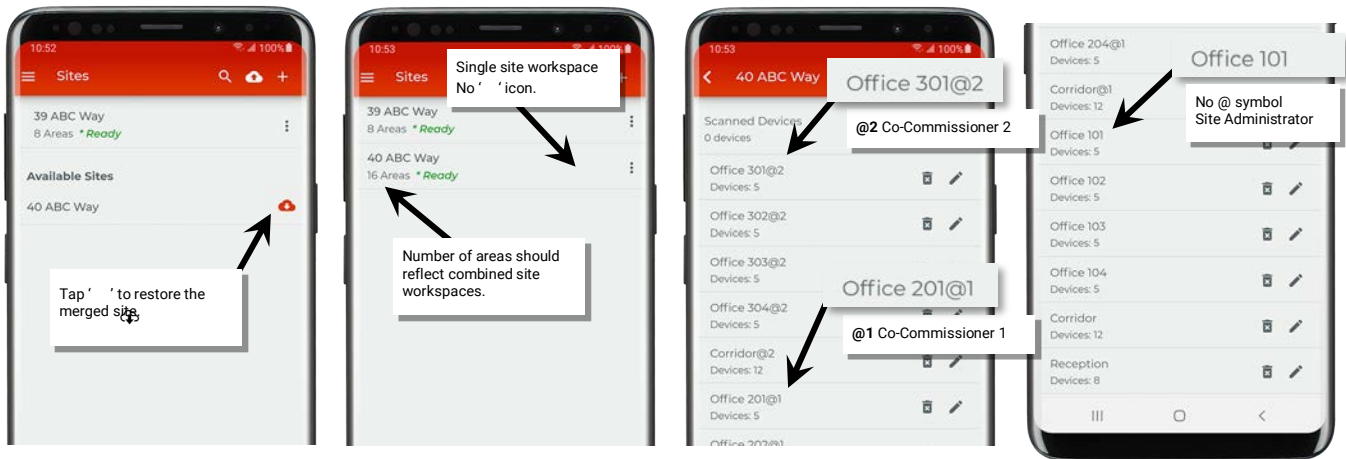 10:52
100%
Sites
39 ABC Way
8 Areas * Ready
Available Sites
40 ABC Way
Tap ‘ ’ to restore the
merged site.
10:53
100%
Sites
Single site workspace
No ‘ ’ icon.
39 ABC Way
8 Areas * Ready
40 ABC Way
16 Areas * Ready
Number of areas should
reflect combined site
workspaces.
10:53
100%
40 ABC Way
Office 301@2
@2 Co-Commissioner 2
Scanned Devices
0 devices
Office 301@2
Devices: 5
Office 302@2
Devices: 5
Office 303@2
Devices: 5
Office 201@1
@1 Co-Commissioner 1
Office 304@2
Devices: 5
Corridor@2
Devices: 12
Office 201@1
Devices: 5
Office 202@1
Office 204@1
Devices: 5
Office 101
No @ symbol
Site Administrator
Corridor@1
Devices: 12
Office 101
Devices: 5
Office 102
Devices: 5
Office 103
Devices: 5
Office 104
Devices: 5
Corridor
Devices: 12
Reception
Devices: 8